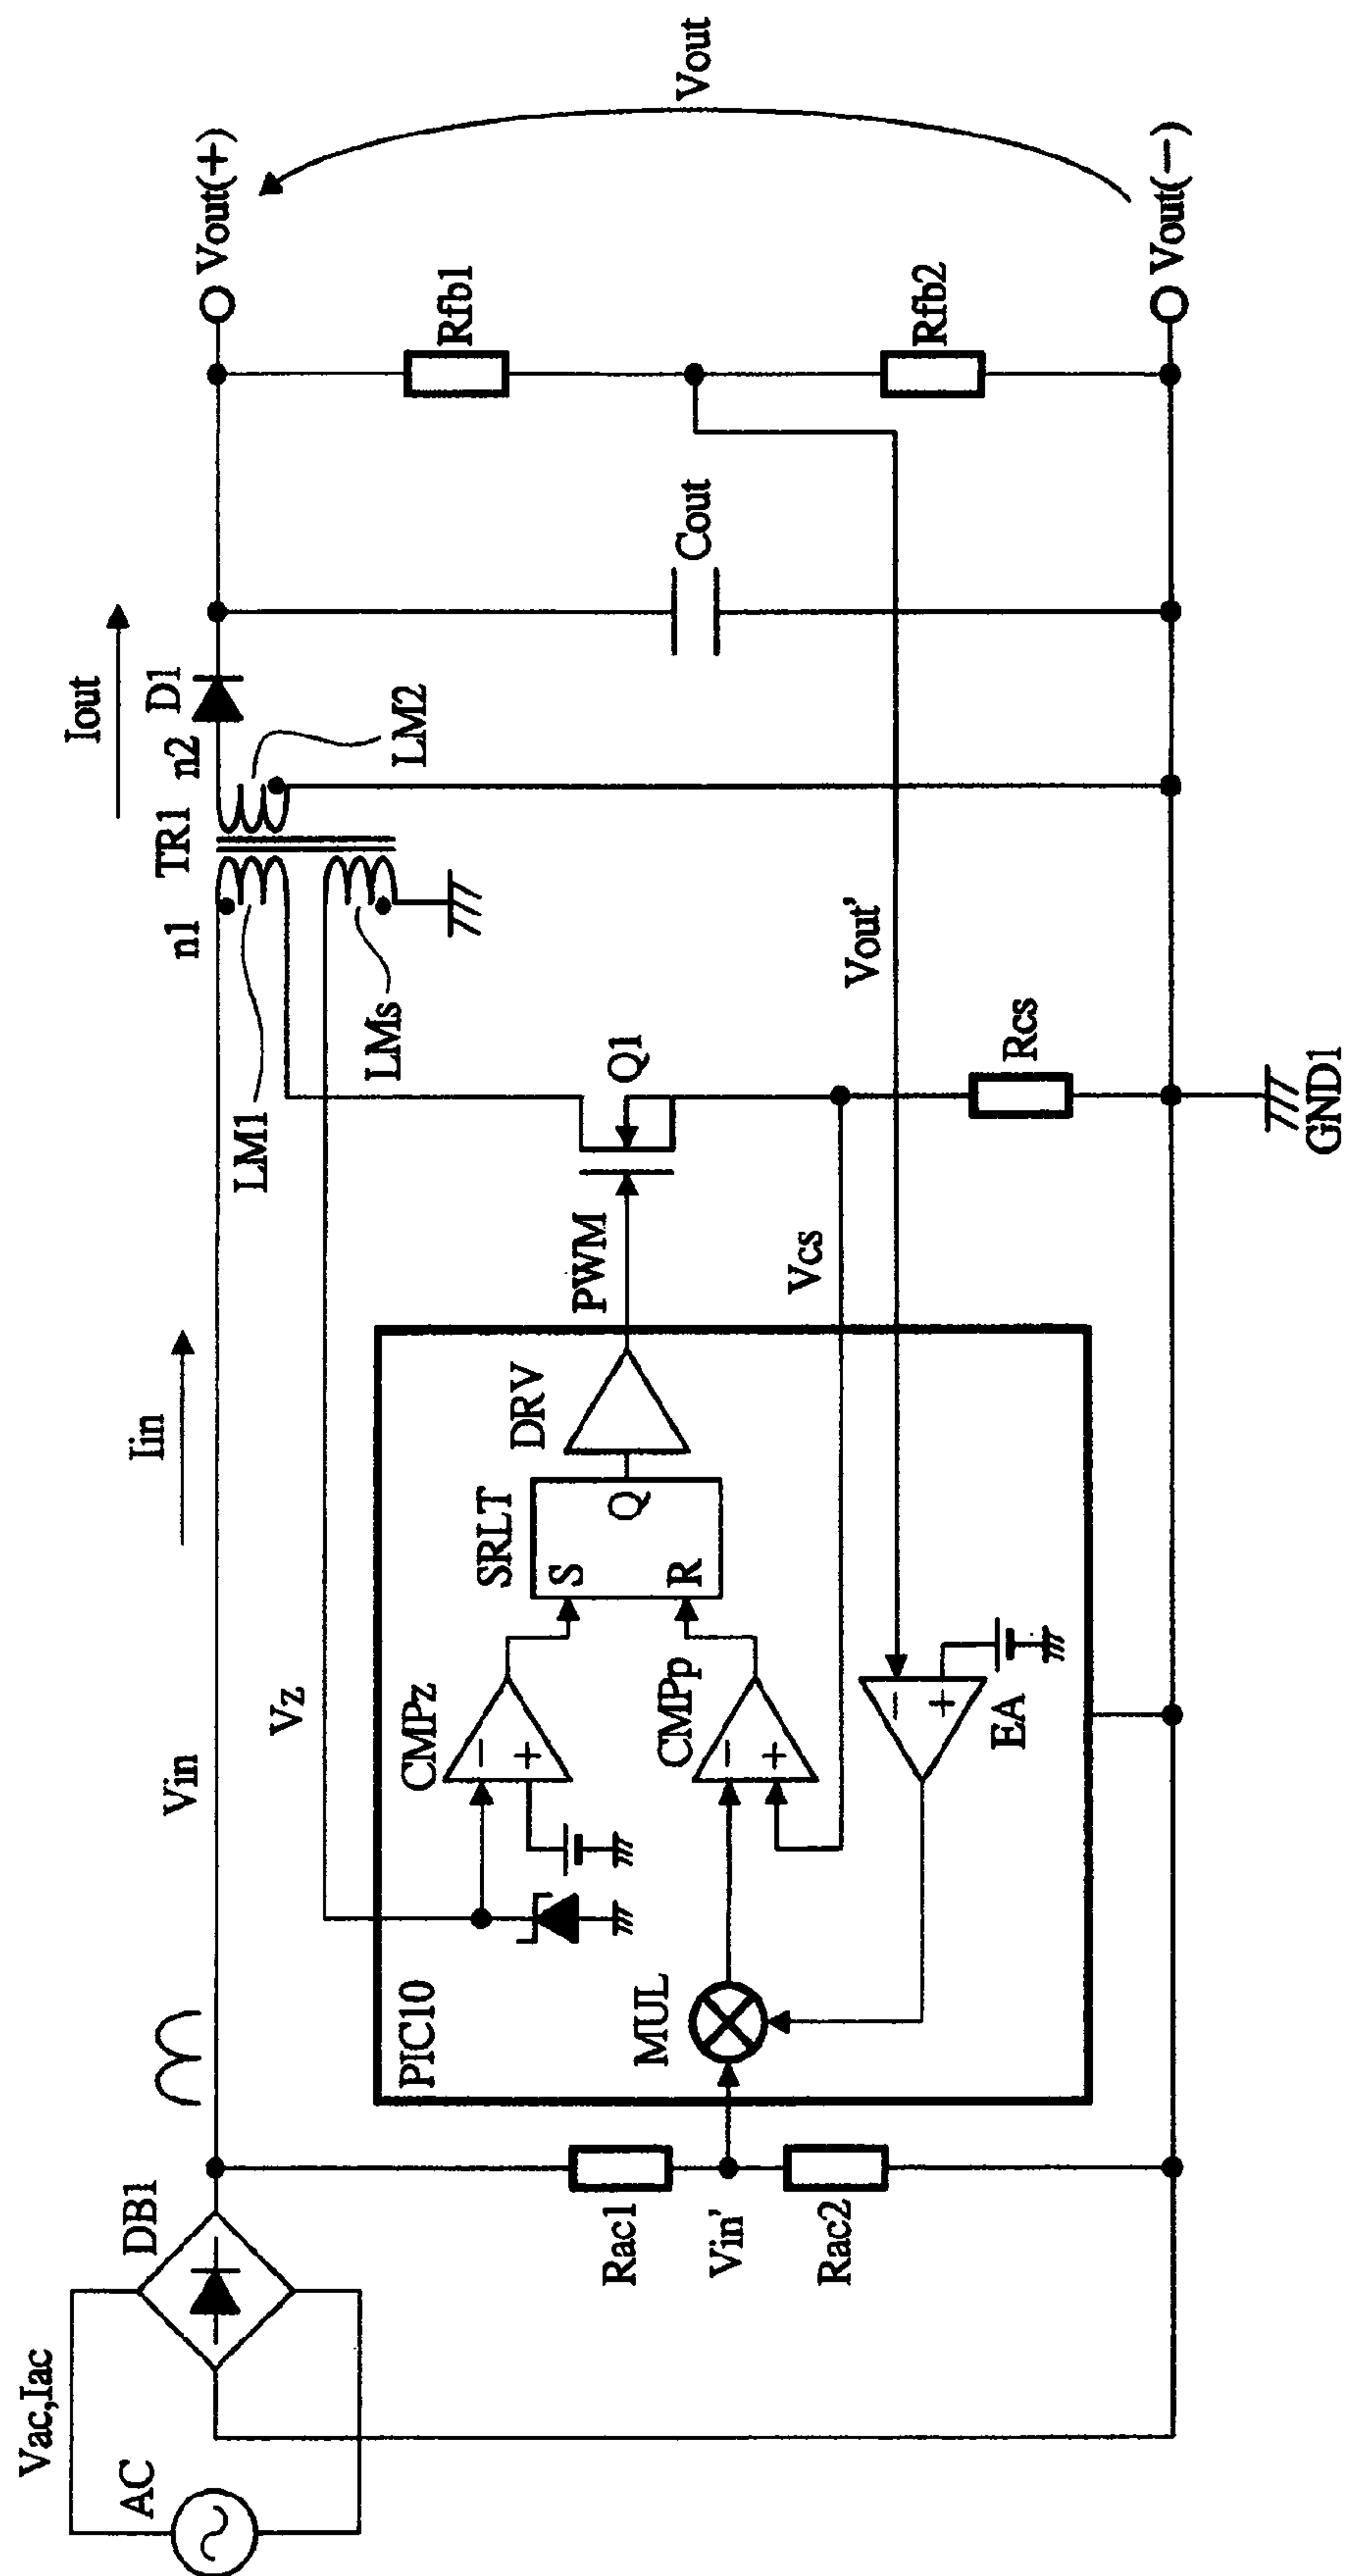 Vac,Iac
AC
DB1
Vin
Iin
n1
TR1
n2
D1
Iout
LM1
LMs
LM2
Vout(+)
Vout
Vout(−)
Rfb1
Rfb2
Cout
Rac1
Vin'
Rac2
PIC10
MUL
Vz
CMPz
−
+
CMPp
−
+
EA
−
+
SRLT
S
R
Q
DRV
PWM
Q1
Vcs
Vout'
Rcs
GND1